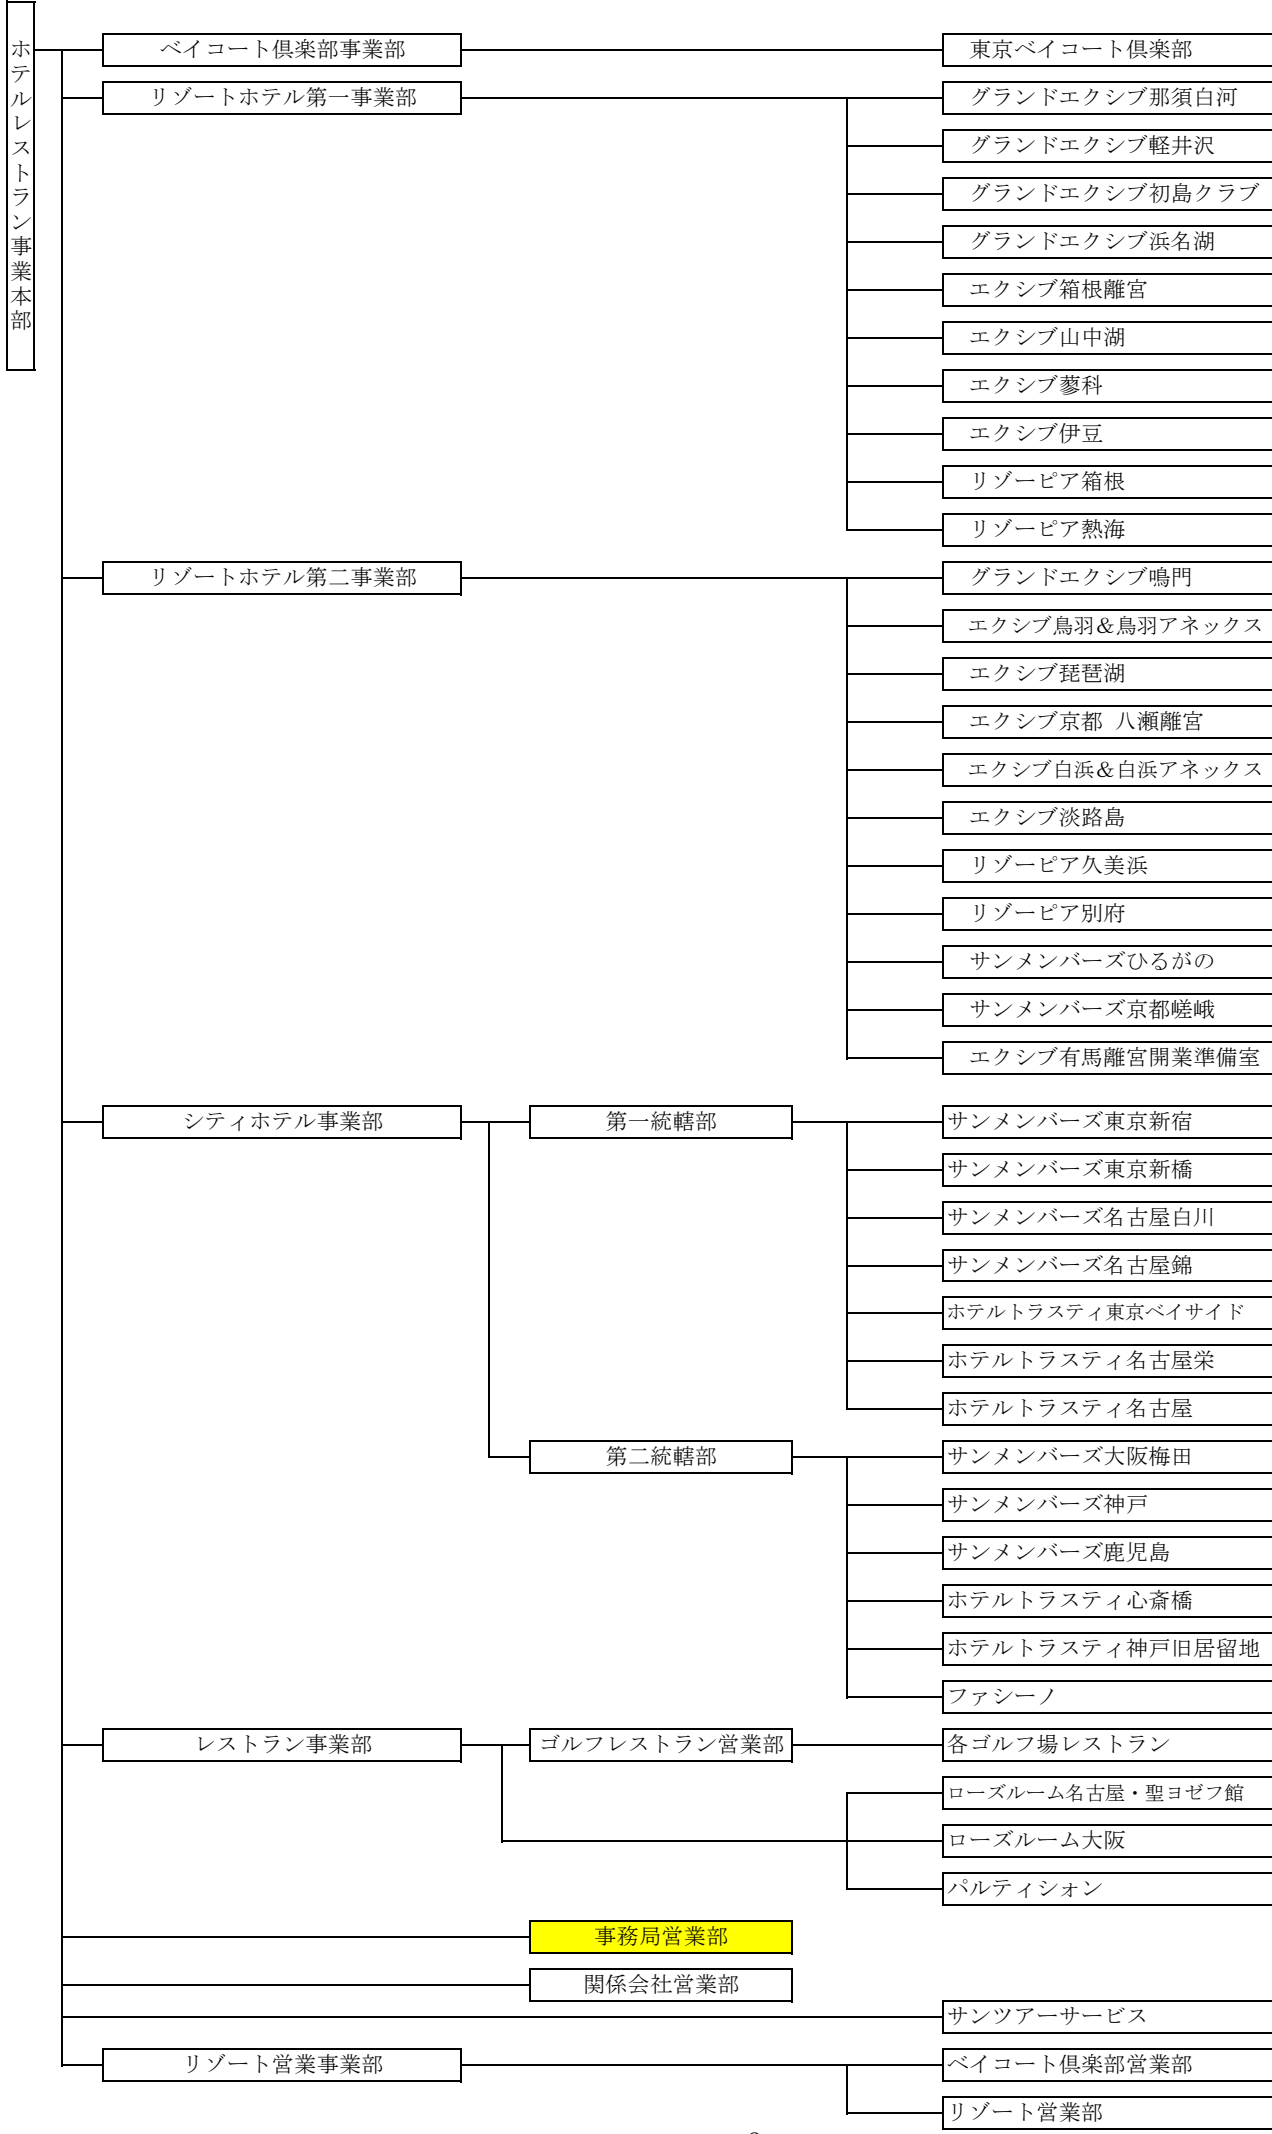 ホテルレストラン事業本部
ベイコート倶楽部事業部
東京ベイコート倶楽部
リゾートホテル第一事業部
グランドエクシブ那須白河
グランドエクシブ軽井沢
グランドエクシブ初島クラブ
グランドエクシブ浜名湖
エクシブ箱根離宮
エクシブ山中湖
エクシブ蓼科
エクシブ伊豆
リゾーピア箱根
リゾーピア熱海
リゾートホテル第二事業部
グランドエクシブ鳴門
エクシブ鳥羽&鳥羽アネックス
エクシブ琵琶湖
エクシブ京都 八瀬離宮
エクシブ白浜&白浜アネックス
エクシブ淡路島
リゾーピア久美浜
リゾーピア別府
サンメンバーズひるがの
サンメンバーズ京都嵯峨
エクシブ有馬離宮開業準備室
シティホテル事業部
第一統轄部
サンメンバーズ東京新宿
サンメンバーズ東京新橋
サンメンバーズ名古屋白川
サンメンバーズ名古屋錦
ホテルトラスティ東京ベイサイド
ホテルトラスティ名古屋栄
ホテルトラスティ名古屋
第二統轄部
サンメンバーズ大阪梅田
サンメンバーズ神戸
サンメンバーズ鹿児島
ホテルトラスティ心斎橋
ホテルトラスティ神戸旧居留地
ファシーノ
レストラン事業部
ゴルフレストラン営業部
各ゴルフ場レストラン
ローズルーム名古屋・聖ヨゼフ館
ローズルーム大阪
パルティシォン
事務局営業部
関係会社営業部
サンツアーサービス
リゾート営業事業部
ベイコート倶楽部営業部
リゾート営業部